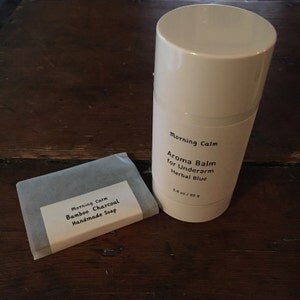 Morning Calm
Aroma Balm
for Underarm
Herbal Blue
Morning Calm
Bamboo Charcoal
Handmade Soap